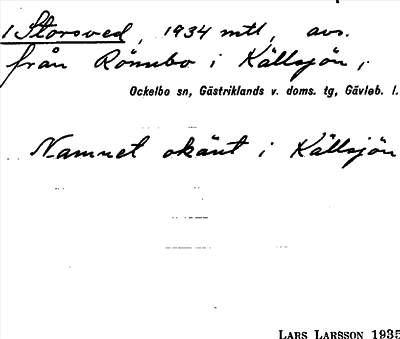 1 Storsved, 1934 mtl, avs.
från Rönnbo i Källsjön,
Ockelbo sn, Gästriklands v. doms. tg, Gävleb. l.
Namnet okänt i Källsjön
LARS LARSSON 1935